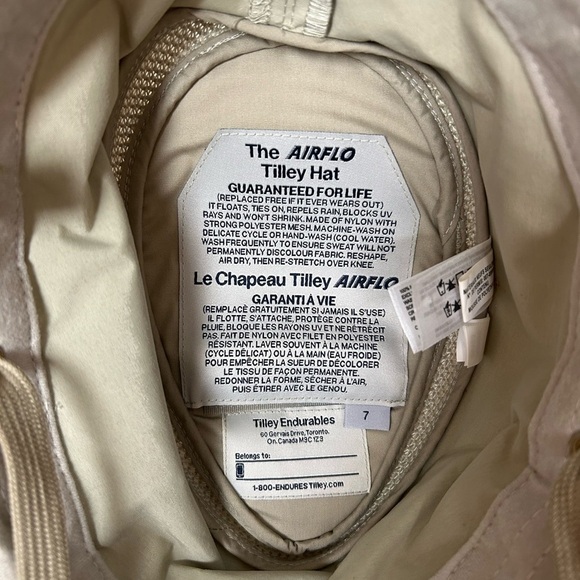 The AIRFLO
Tilley Hat
GUARANTEED FOR LIFE
(REPLACED FREE IF IT EVER WEARS OUT)
IT FLOATS, TIES ON, REPELS RAIN, BLOCKS UV
RAYS AND WON'T SHRINK. MADE OF NYLON WITH
STRONG POLYESTER MESH. MACHINE-WASH ON
DELICATE CYCLE OR HAND-WASH (COOL WATER).
WASH FREQUENTLY TO ENSURE SWEAT WILL NOT
PERMANENTLY DISCOLOUR FABRIC. RESHAPE,
AIR DRY, THEN RE-STRETCH OVER KNEE.
Le Chapeau Tilley AIRFLO
GARANTI À VIE
(REMPLACÉ GRATUITEMENT SI JAMAIS IL S'USE)
IL FLOTTE, S'ATTACHE, PROTÈGE CONTRE LA
PLUIE, BLOQUE LES RAYONS UV ET NE RÉTRÉCIT
PAS. FAIT DE NYLON AVEC FILET EN POLYESTER
RÉSISTANT. LAVER SOUVENT À LA MACHINE
(CYCLE DÉLICAT) OU À LA MAIN (EAU FROIDE)
POUR EMPÊCHER LA SUEUR DE DÉCOLORER
LE TISSU DE FAÇON PERMANENTE.
REDONNER LA FORME, SÉCHER À L'AIR,
PUIS ÉTIRER AVEC LE GENOU.
7
Tilley Endurables
60 Gervais Drive, Toronto,
On. Canada M9C 1Z3
Belongs to:
1-800-ENDURES Tilley.com